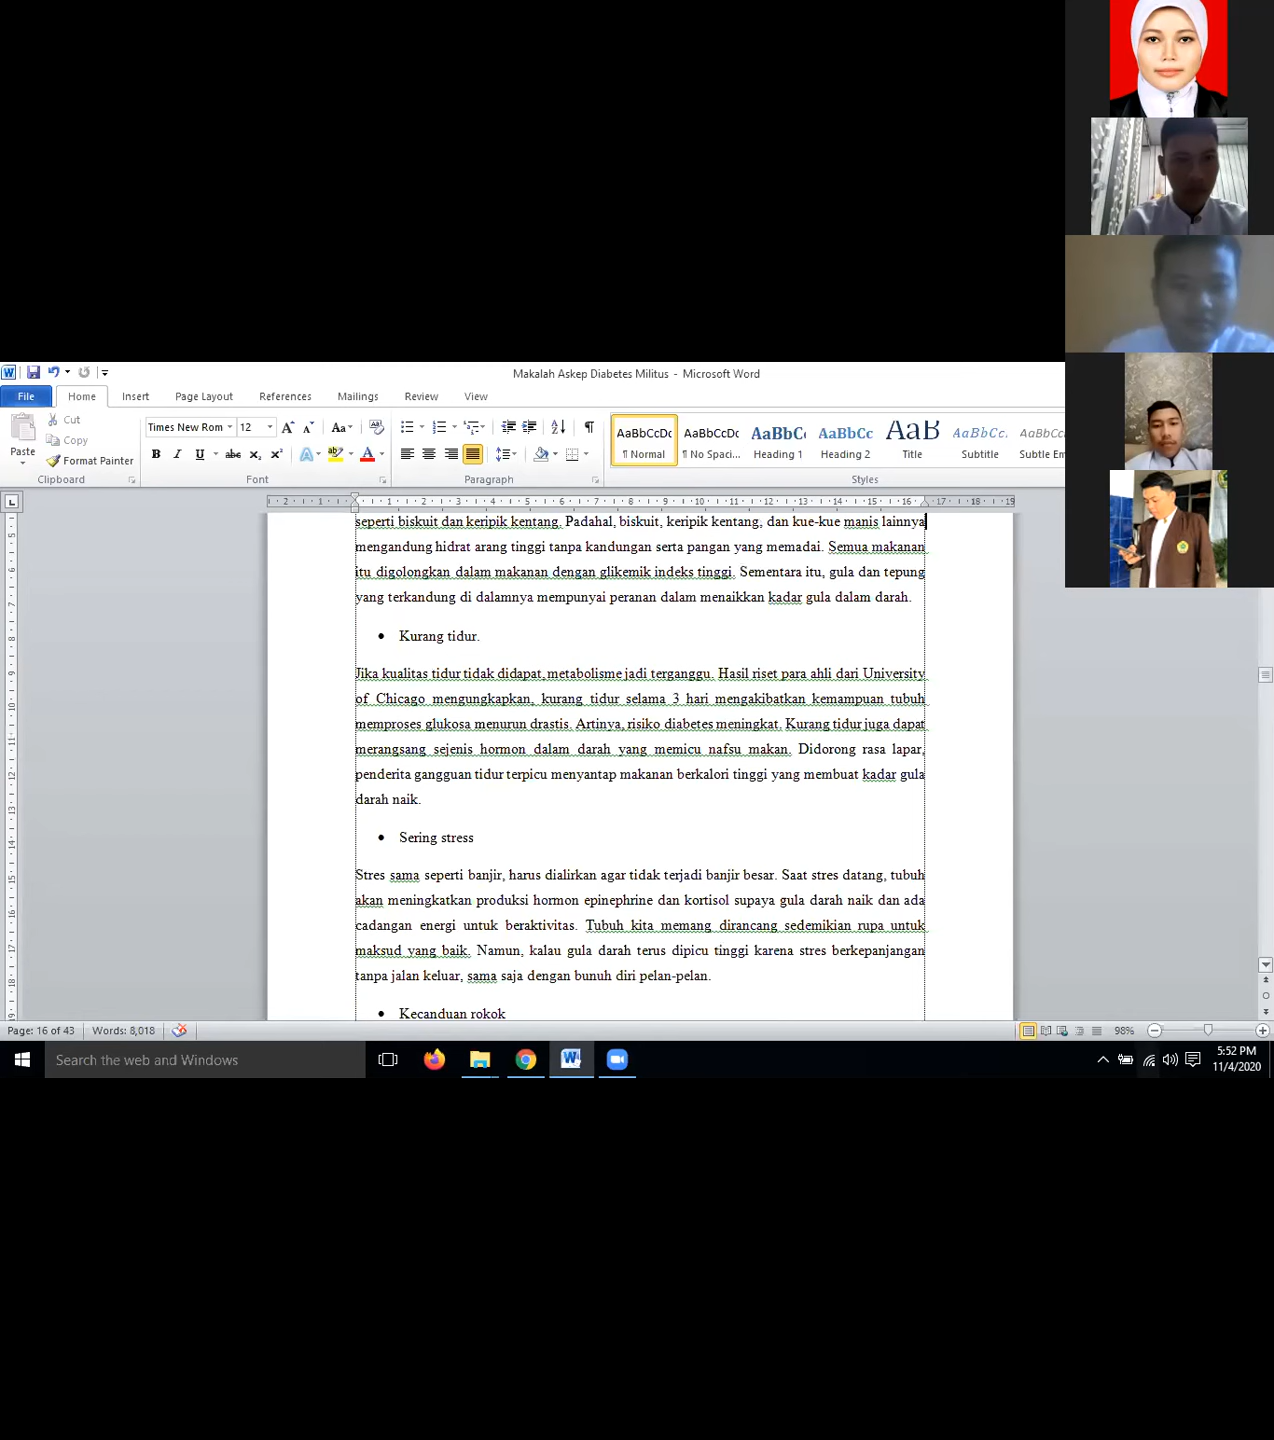 Makalah Askep Diabetes Militus - Microsoft Word
File Home Insert Page Layout References Mailings Review View
Cut
Copy
Paste
Format Painter
Times New Rom 12
Clipboard Font Paragraph Styles
AaBbCcDc AaBbCcDc AaBbC AaBbCc AaB AaBbCc. AaBbCcDc
¶ Normal ¶ No Spaci... Heading 1 Heading 2 Title Subtitle Subtle Em
seperti biskuit dan keripik kentang. Padahal, biskuit, keripik kentang, dan kue-kue manis lainnya
mengandung hidrat arang tinggi tanpa kandungan serta pangan yang memadai. Semua makanan
itu digolongkan dalam makanan dengan glikemik indeks tinggi. Sementara itu, gula dan tepung
yang terkandung di dalamnya mempunyai peranan dalam menaikkan kadar gula dalam darah.
• Kurang tidur.
Jika kualitas tidur tidak didapat, metabolisme jadi terganggu. Hasil riset para ahli dari University
of Chicago mengungkapkan, kurang tidur selama 3 hari mengakibatkan kemampuan tubuh
memproses glukosa menurun drastis. Artinya, risiko diabetes meningkat. Kurang tidur juga dapat
merangsang sejenis hormon dalam darah yang memicu nafsu makan. Didorong rasa lapar,
penderita gangguan tidur terpicu menyantap makanan berkalori tinggi yang membuat kadar gula
darah naik.
• Sering stress
Stres sama seperti banjir, harus dialirkan agar tidak terjadi banjir besar. Saat stres datang, tubuh
akan meningkatkan produksi hormon epinephrine dan kortisol supaya gula darah naik dan ada
cadangan energi untuk beraktivitas. Tubuh kita memang dirancang sedemikian rupa untuk
maksud yang baik. Namun, kalau gula darah terus dipicu tinggi karena stres berkepanjangan
tanpa jalan keluar, sama saja dengan bunuh diri pelan-pelan.
• Kecanduan rokok
Page: 16 of 43 Words: 8,018 98%
Search the web and Windows
5:52 PM
11/4/2020